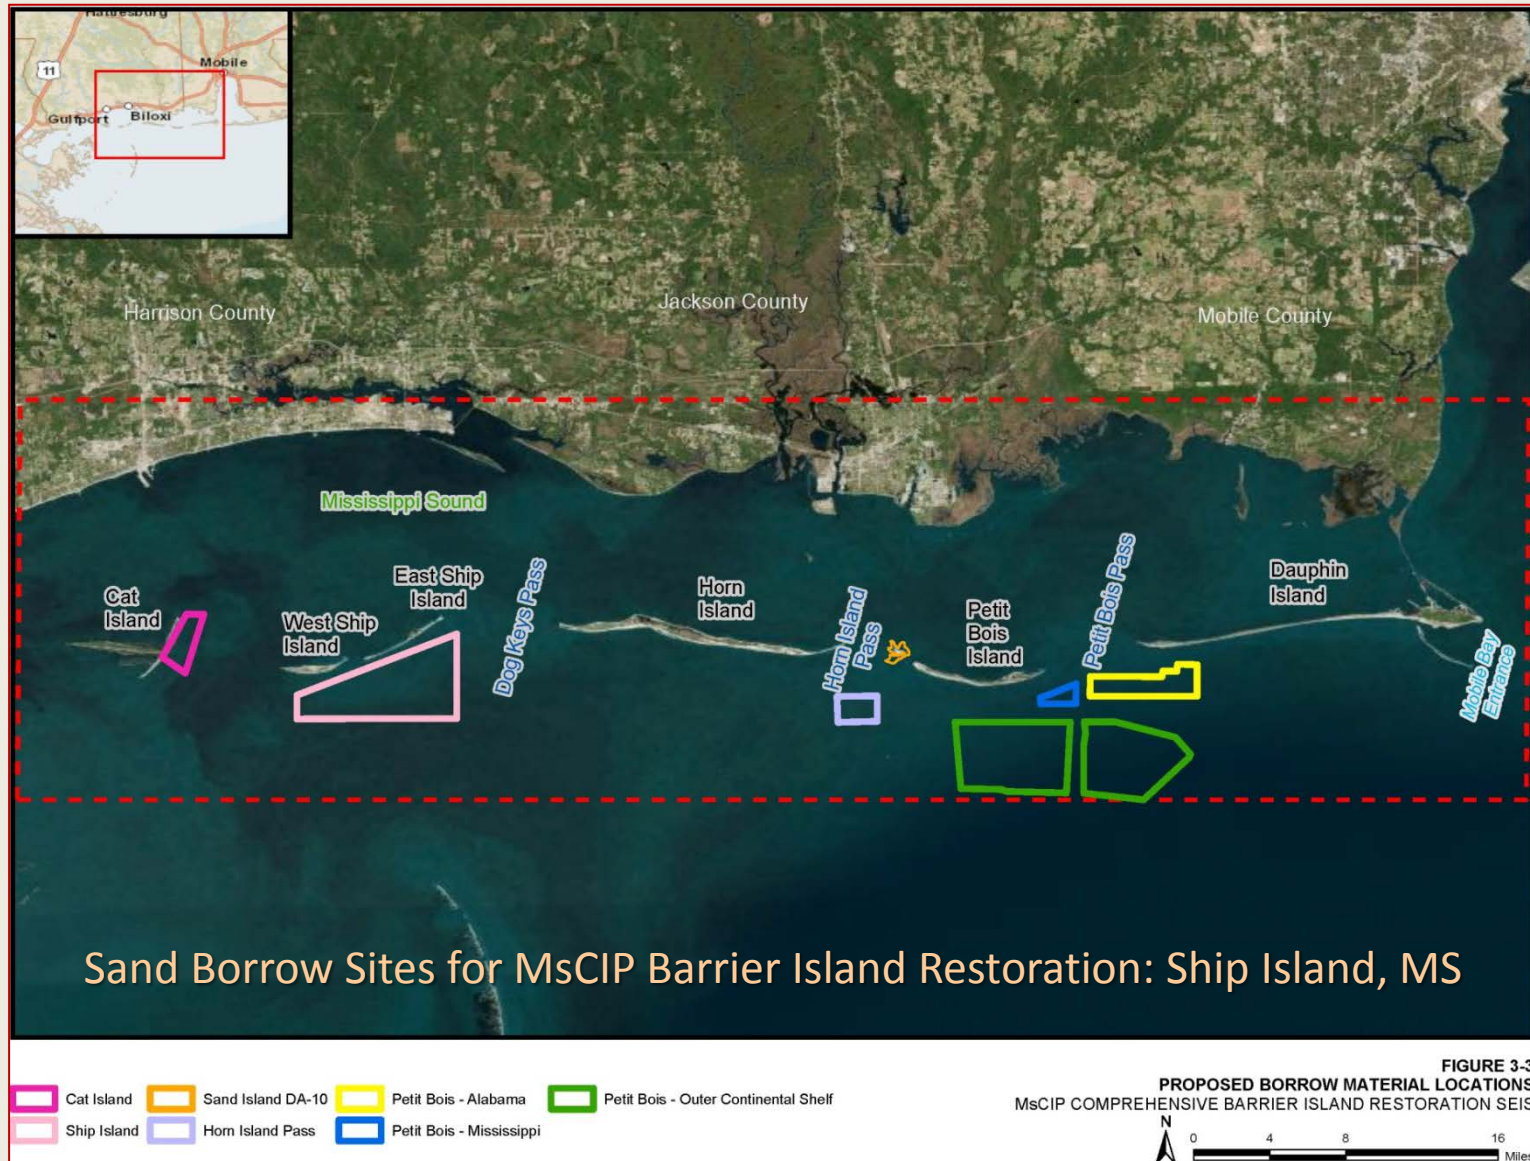 Hattiesburg
11
Mobile
Gulfport
Biloxi
Harrison County
Jackson County
Mobile County
Mississippi Sound
Cat
Island
West Ship
Island
East Ship
Island
Dog Keys Pass
Horn
Island
Horn Island
Pass
Petit
Bois
Island
Petit Bois Pass
Dauphin
Island
Mobile Bay
Entrance
Sand Borrow Sites for MsCIP Barrier Island Restoration: Ship Island, MS
Cat Island
Sand Island DA-10
Petit Bois - Alabama
Petit Bois - Outer Continental Shelf
Ship Island
Horn Island Pass
Petit Bois - Mississippi
FIGURE 3-3
PROPOSED BORROW MATERIAL LOCATIONS
MsCIP COMPREHENSIVE BARRIER ISLAND RESTORATION SEIS
N
0 4 8 16
Miles